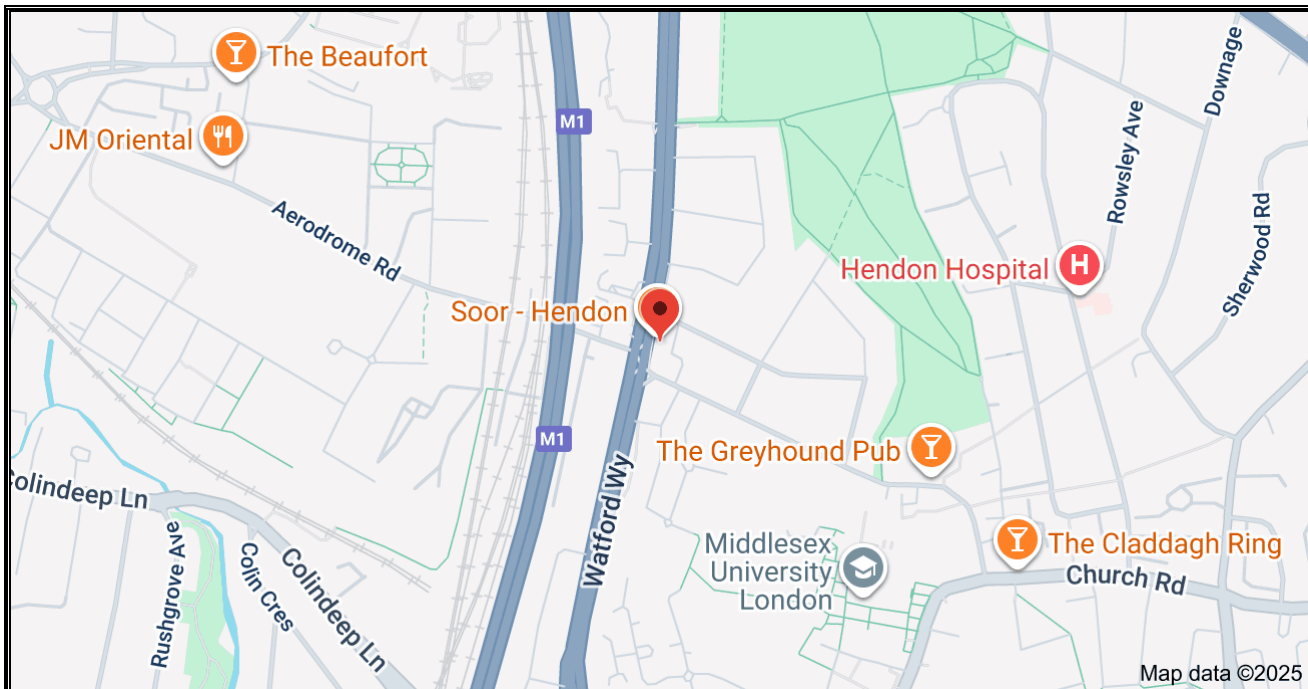 The Beaufort
JM Oriental
M1
Downage
Rowsley Ave
Sherwood Rd
Aerodrome Rd
Hendon Hospital
H
Soor - Hendon
M1
The Greyhound Pub
Colindeep Ln
Watford Wy
Rushgrove Ave
Colin Cres
Colindeep Ln
Middlesex
University
London
The Claddagh Ring
Church Rd
Map data ©2025